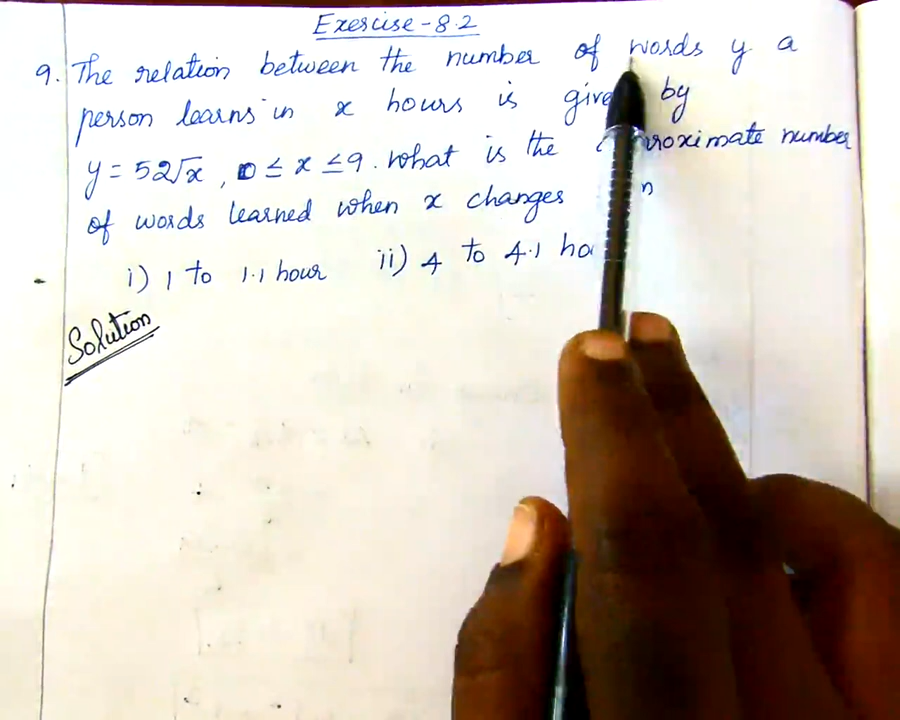 Exercise-8.2
9. The relation between the number of words y a
person learns in x hours is give by
y = 52√x, 0 ≤ x ≤9. What is the number
of words learned when x changes
i) 1 to 1.1 hour ii) 4 to 4.1
Solution